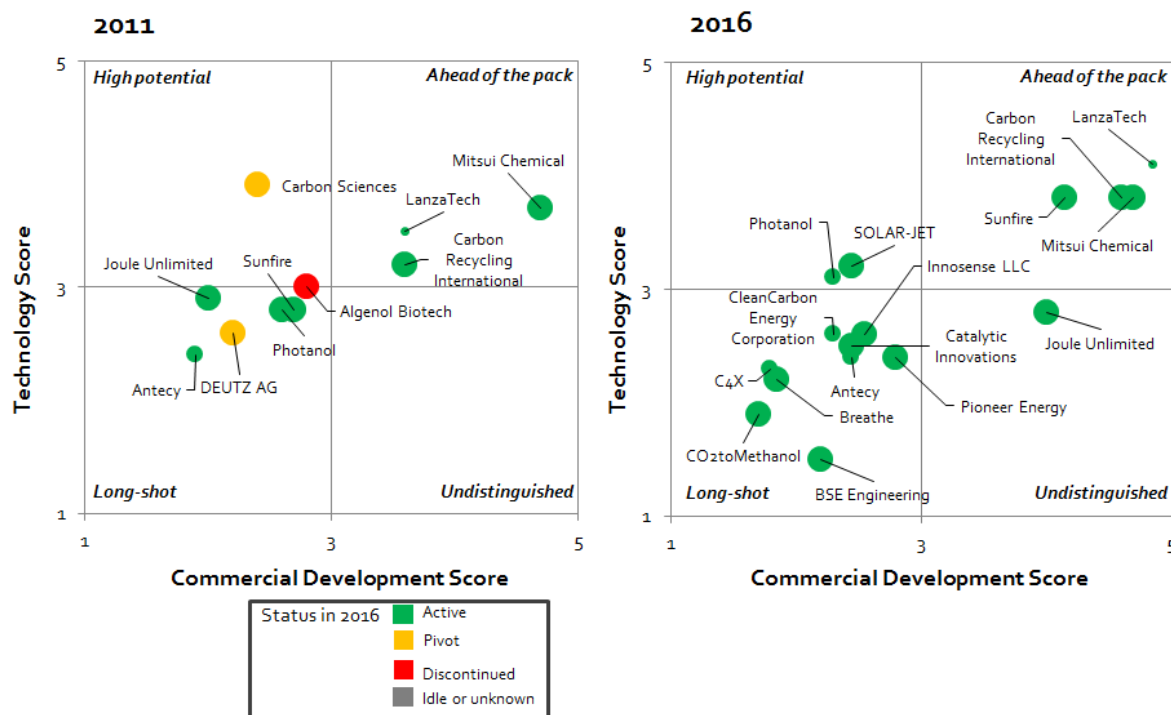 2011
5
High potential
Ahead of the pack
Mitsui Chemical
Carbon Sciences
LanzaTech
Joule Unlimited
Sunfire
Carbon
Recycling
International
3
Algenol Biotech
Photanol
Antecy
DEUTZ AG
Long-shot
Undistinguished
1
1
3
5
Technology Score
Commercial Development Score
2016
5
High potential
Ahead of the pack
Carbon
Recycling
International
LanzaTech
Sunfire
Mitsui Chemical
Photanol
SOLAR-JET
Innosense LLC
3
CleanCarbon
Energy
Corporation
Catalytic
Innovations
Joule Unlimited
C4X
Antecy
Breathe
Pioneer Energy
CO2toMethanol
BSE Engineering
Long-shot
Undistinguished
1
1
3
5
Technology Score
Commercial Development Score
Status in 2016
Active
Pivot
Discontinued
Idle or unknown